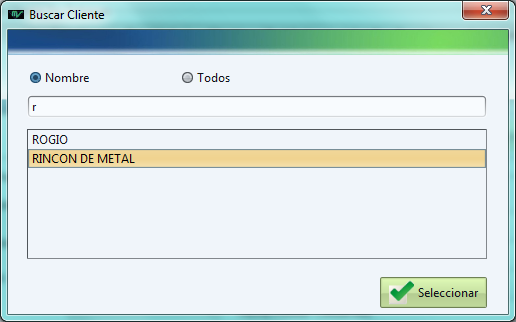 Buscar Cliente
Nombre
Todos
r
ROGIO
RINCON DE METAL
Seleccionar